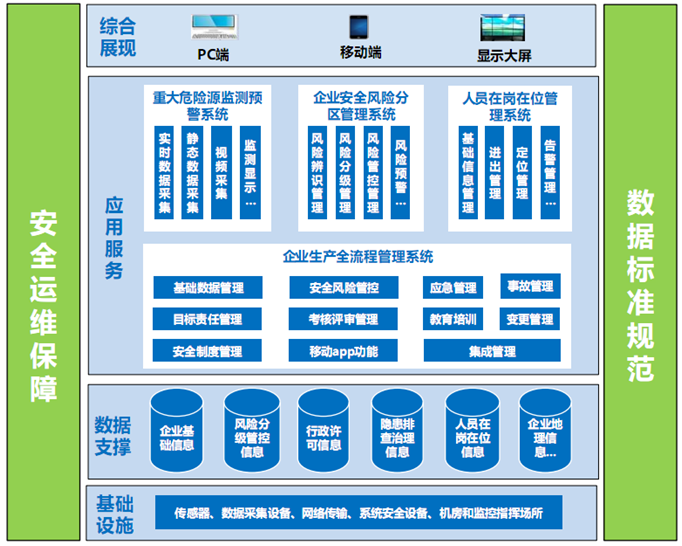 综合
展现
PC端
移动端
显示大屏
安全运维保障
数据标准规范
应用服务
重大危险源监测预
警系统
实时数据采集
静态数据采集
视频采集
监测显示...
企业安全风险分
区管理系统
风险辨识管理
风险分级管理
风险管控管理
风险预警...
人员在岗在位管
理系统
基础信息管理
进出管理
定位管理
告警管理...
企业生产全流程管理系统
基础数据管理
安全风险管控
应急管理
事故管理
目标责任管理
考核评审管理
教育培训
变更管理
安全制度管理
移动app功能
集成管理
数据
支撑
企业基
础信息
风险分
级管控
信息
行政许
可信息
隐患排
查治理
信息
人员在
岗在位
信息
企业地
理信
息...
基础
设施
传感器、数据采集设备、网络传输、系统安全设备、机房和监控指挥场所